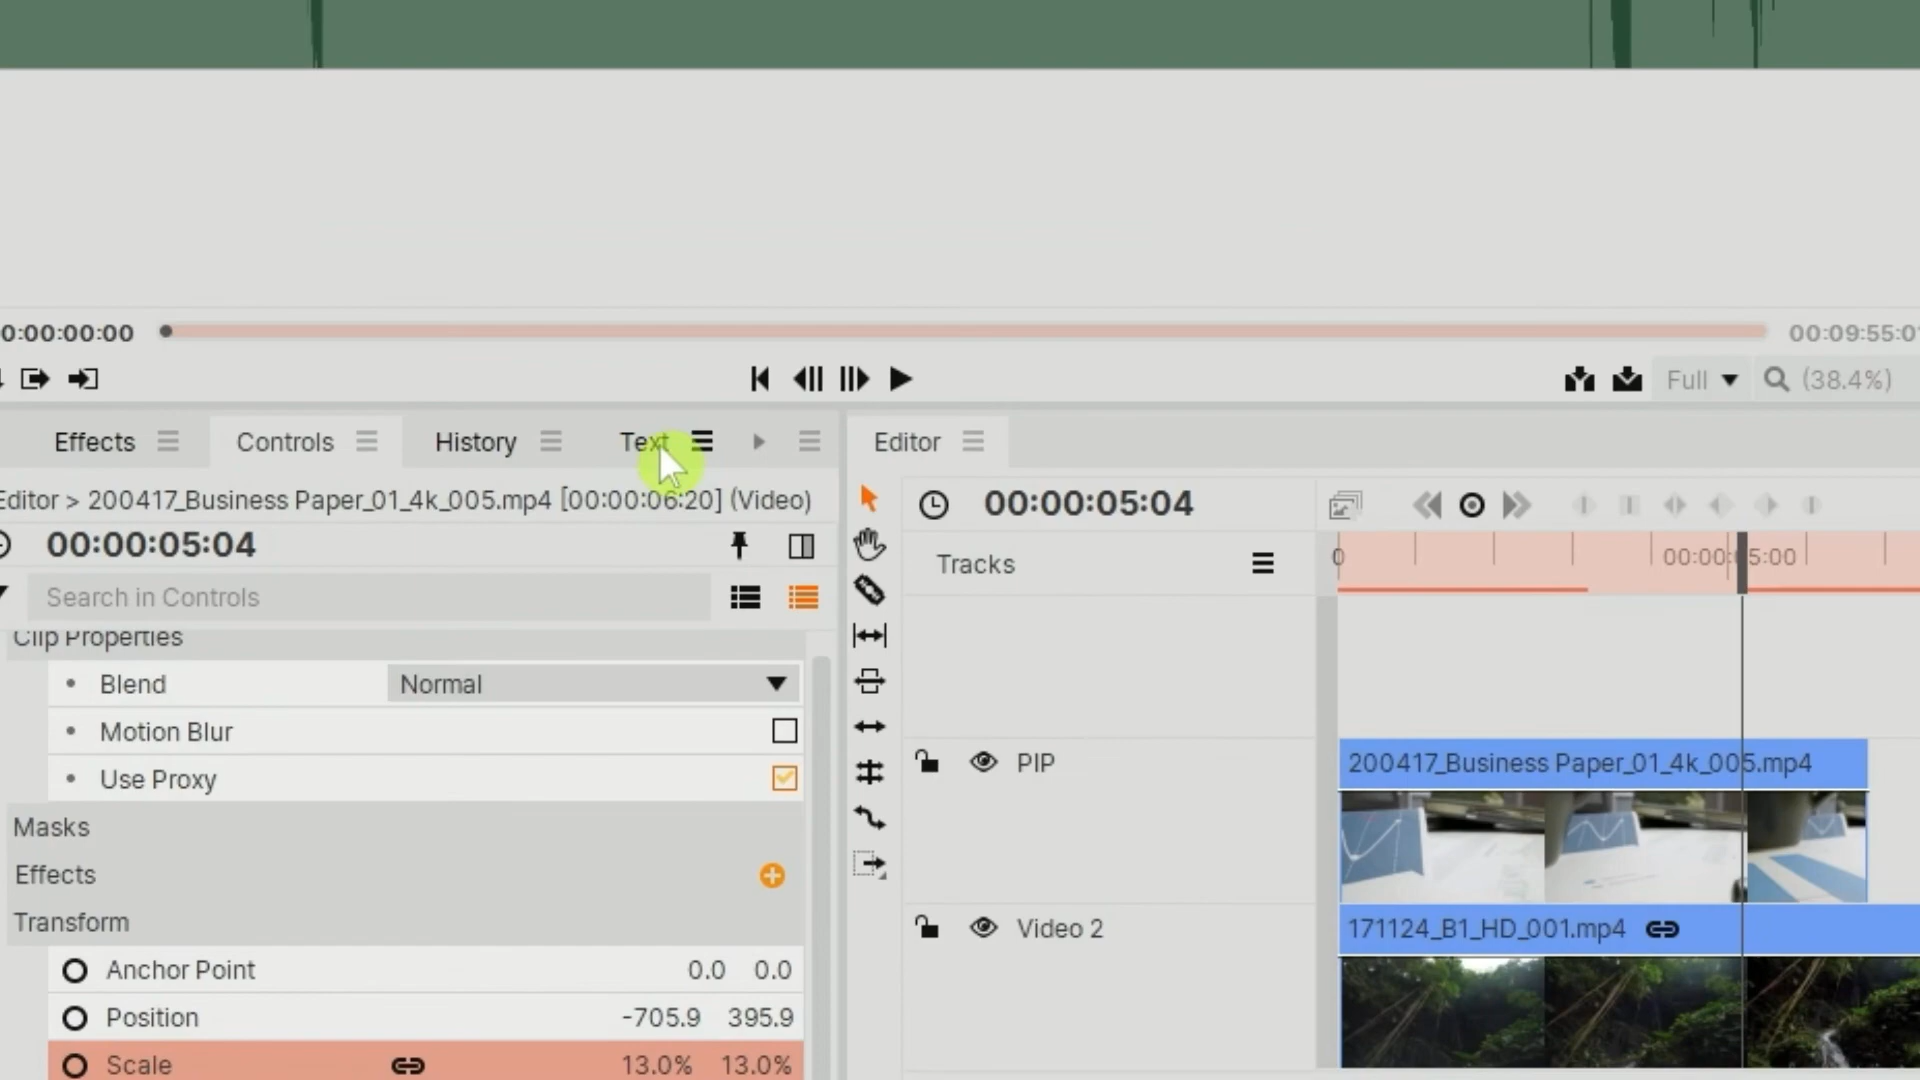 0:00:00:00
00:09:55:0
Full
(38.4%)
Effects
Controls
History
Text
Editor
Editor > 200417_Business Paper_01_4k_005.mp4 [00:00:06:20] (Video)
00:00:05:04
00:00:05:04
Search in Controls
Tracks
0
00:00: 5:00
Clip Properties
Blend
Normal
Motion Blur
Use Proxy
Masks
Effects
Transform
Anchor Point
0.0 0.0
Position
-705.9 395.9
Scale
13.0% 13.0%
PIP
200417_Business Paper_01_4k_005.mp4
Video 2
171124_B1_HD_001.mp4